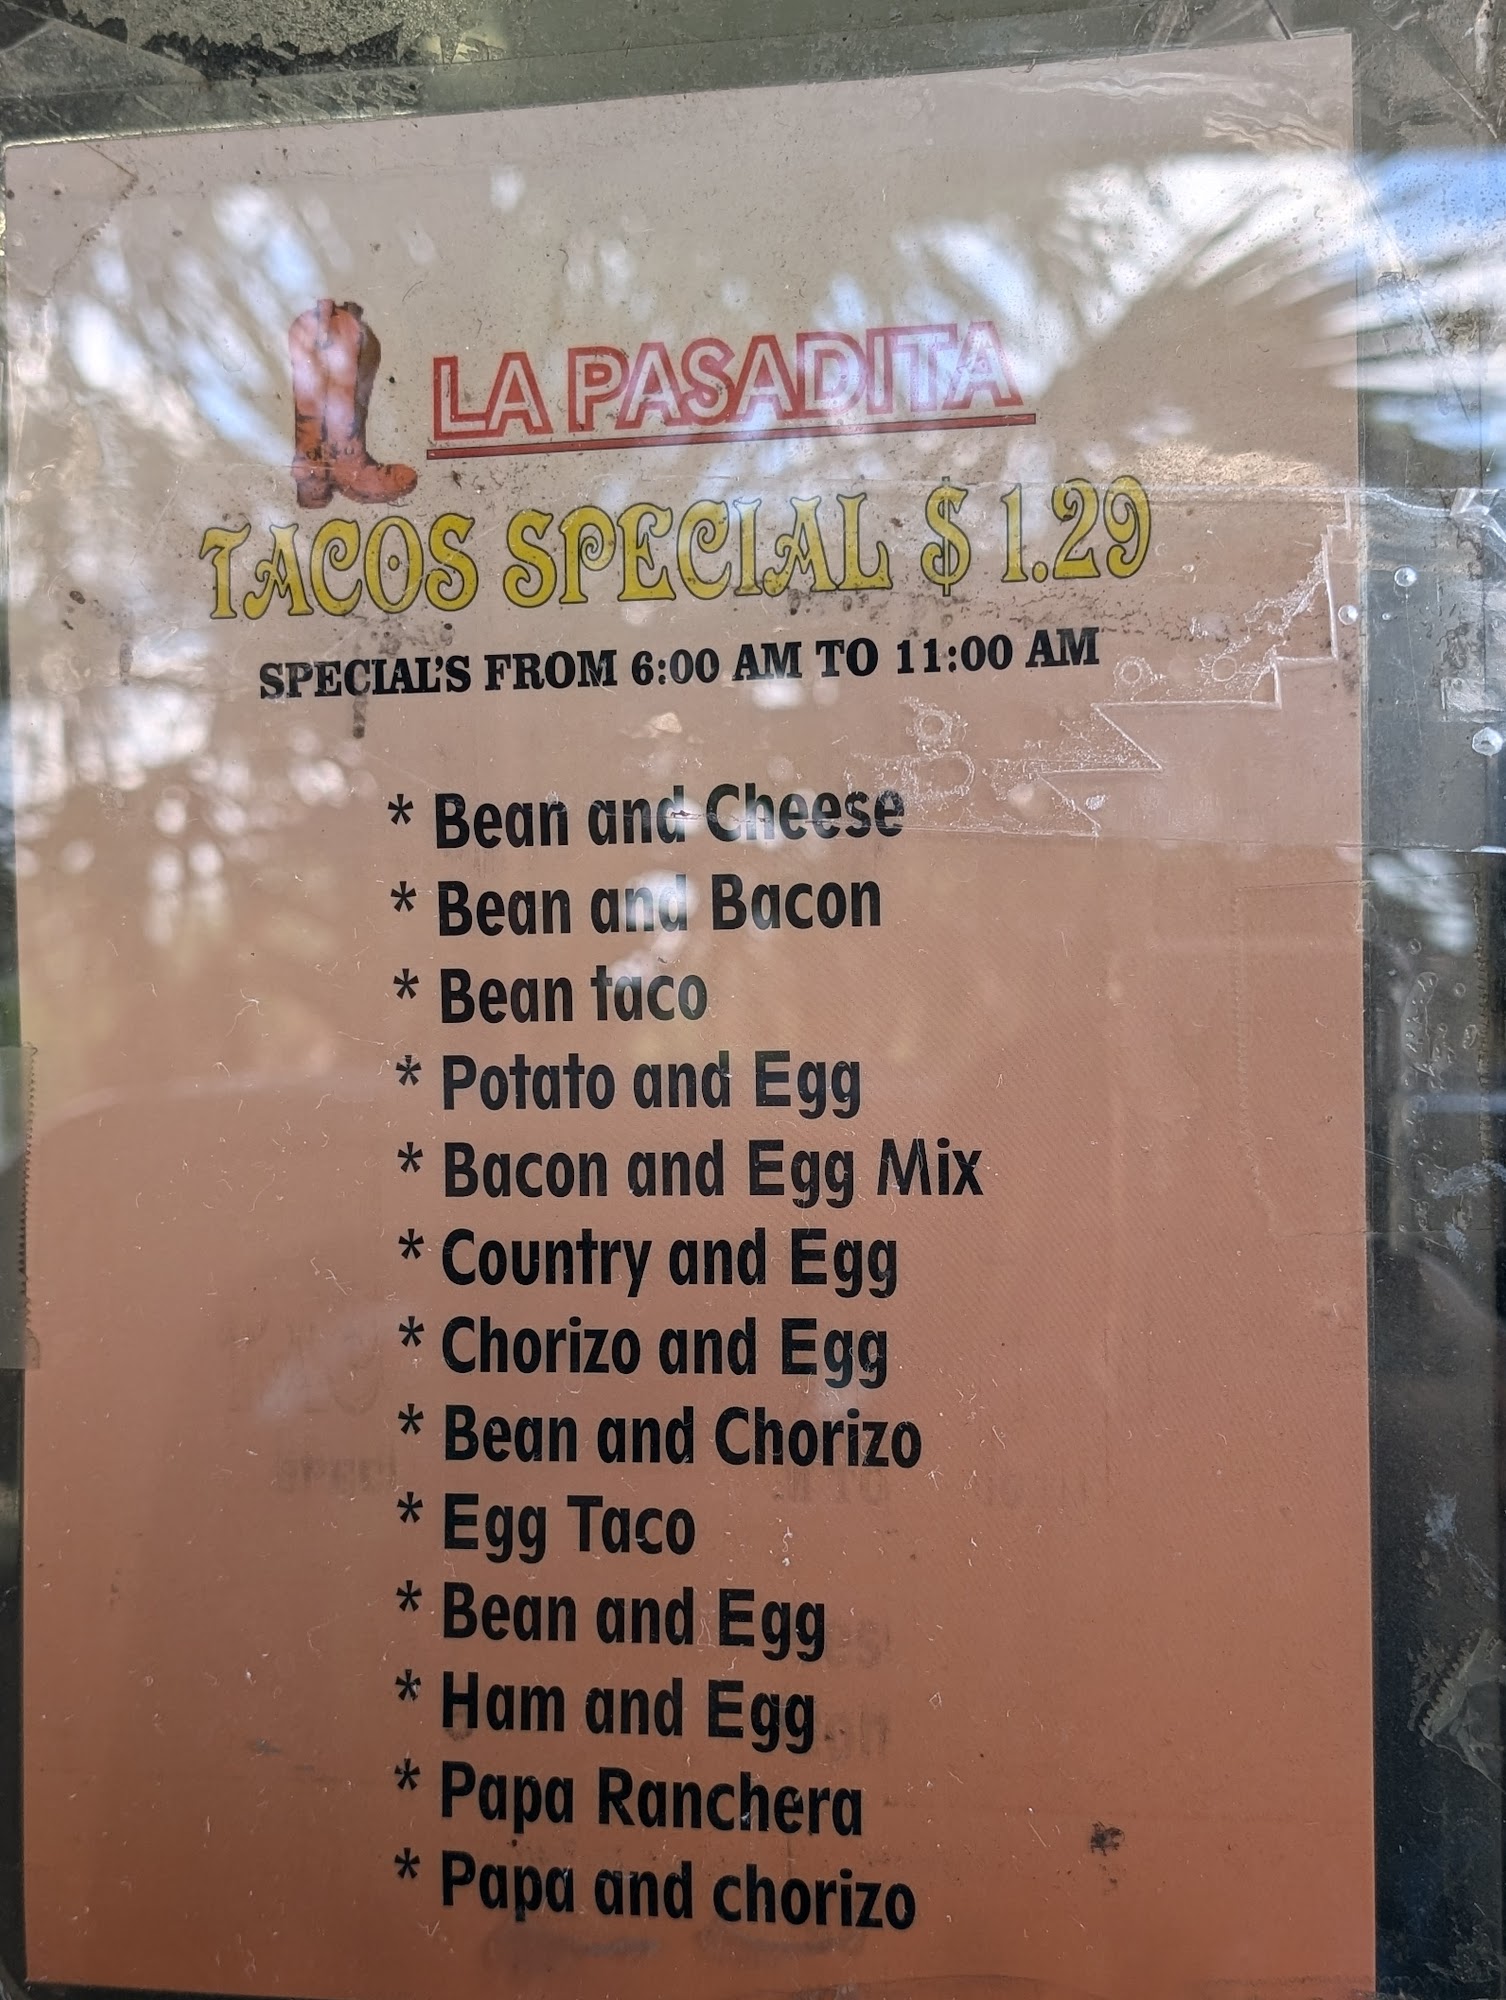 LA PASADITA
TACOS SPECIAL $ 1.29
SPECIAL'S FROM 6:00 AM TO 11:00 AM
* Bean and Cheese
* Bean and Bacon
* Bean taco
* Potato and Egg
* Bacon and Egg Mix
* Country and Egg
* Chorizo and Egg
* Bean and Chorizo
* Egg Taco
* Bean and Egg
* Ham and Egg
* Papa Ranchera
* Papa and chorizo